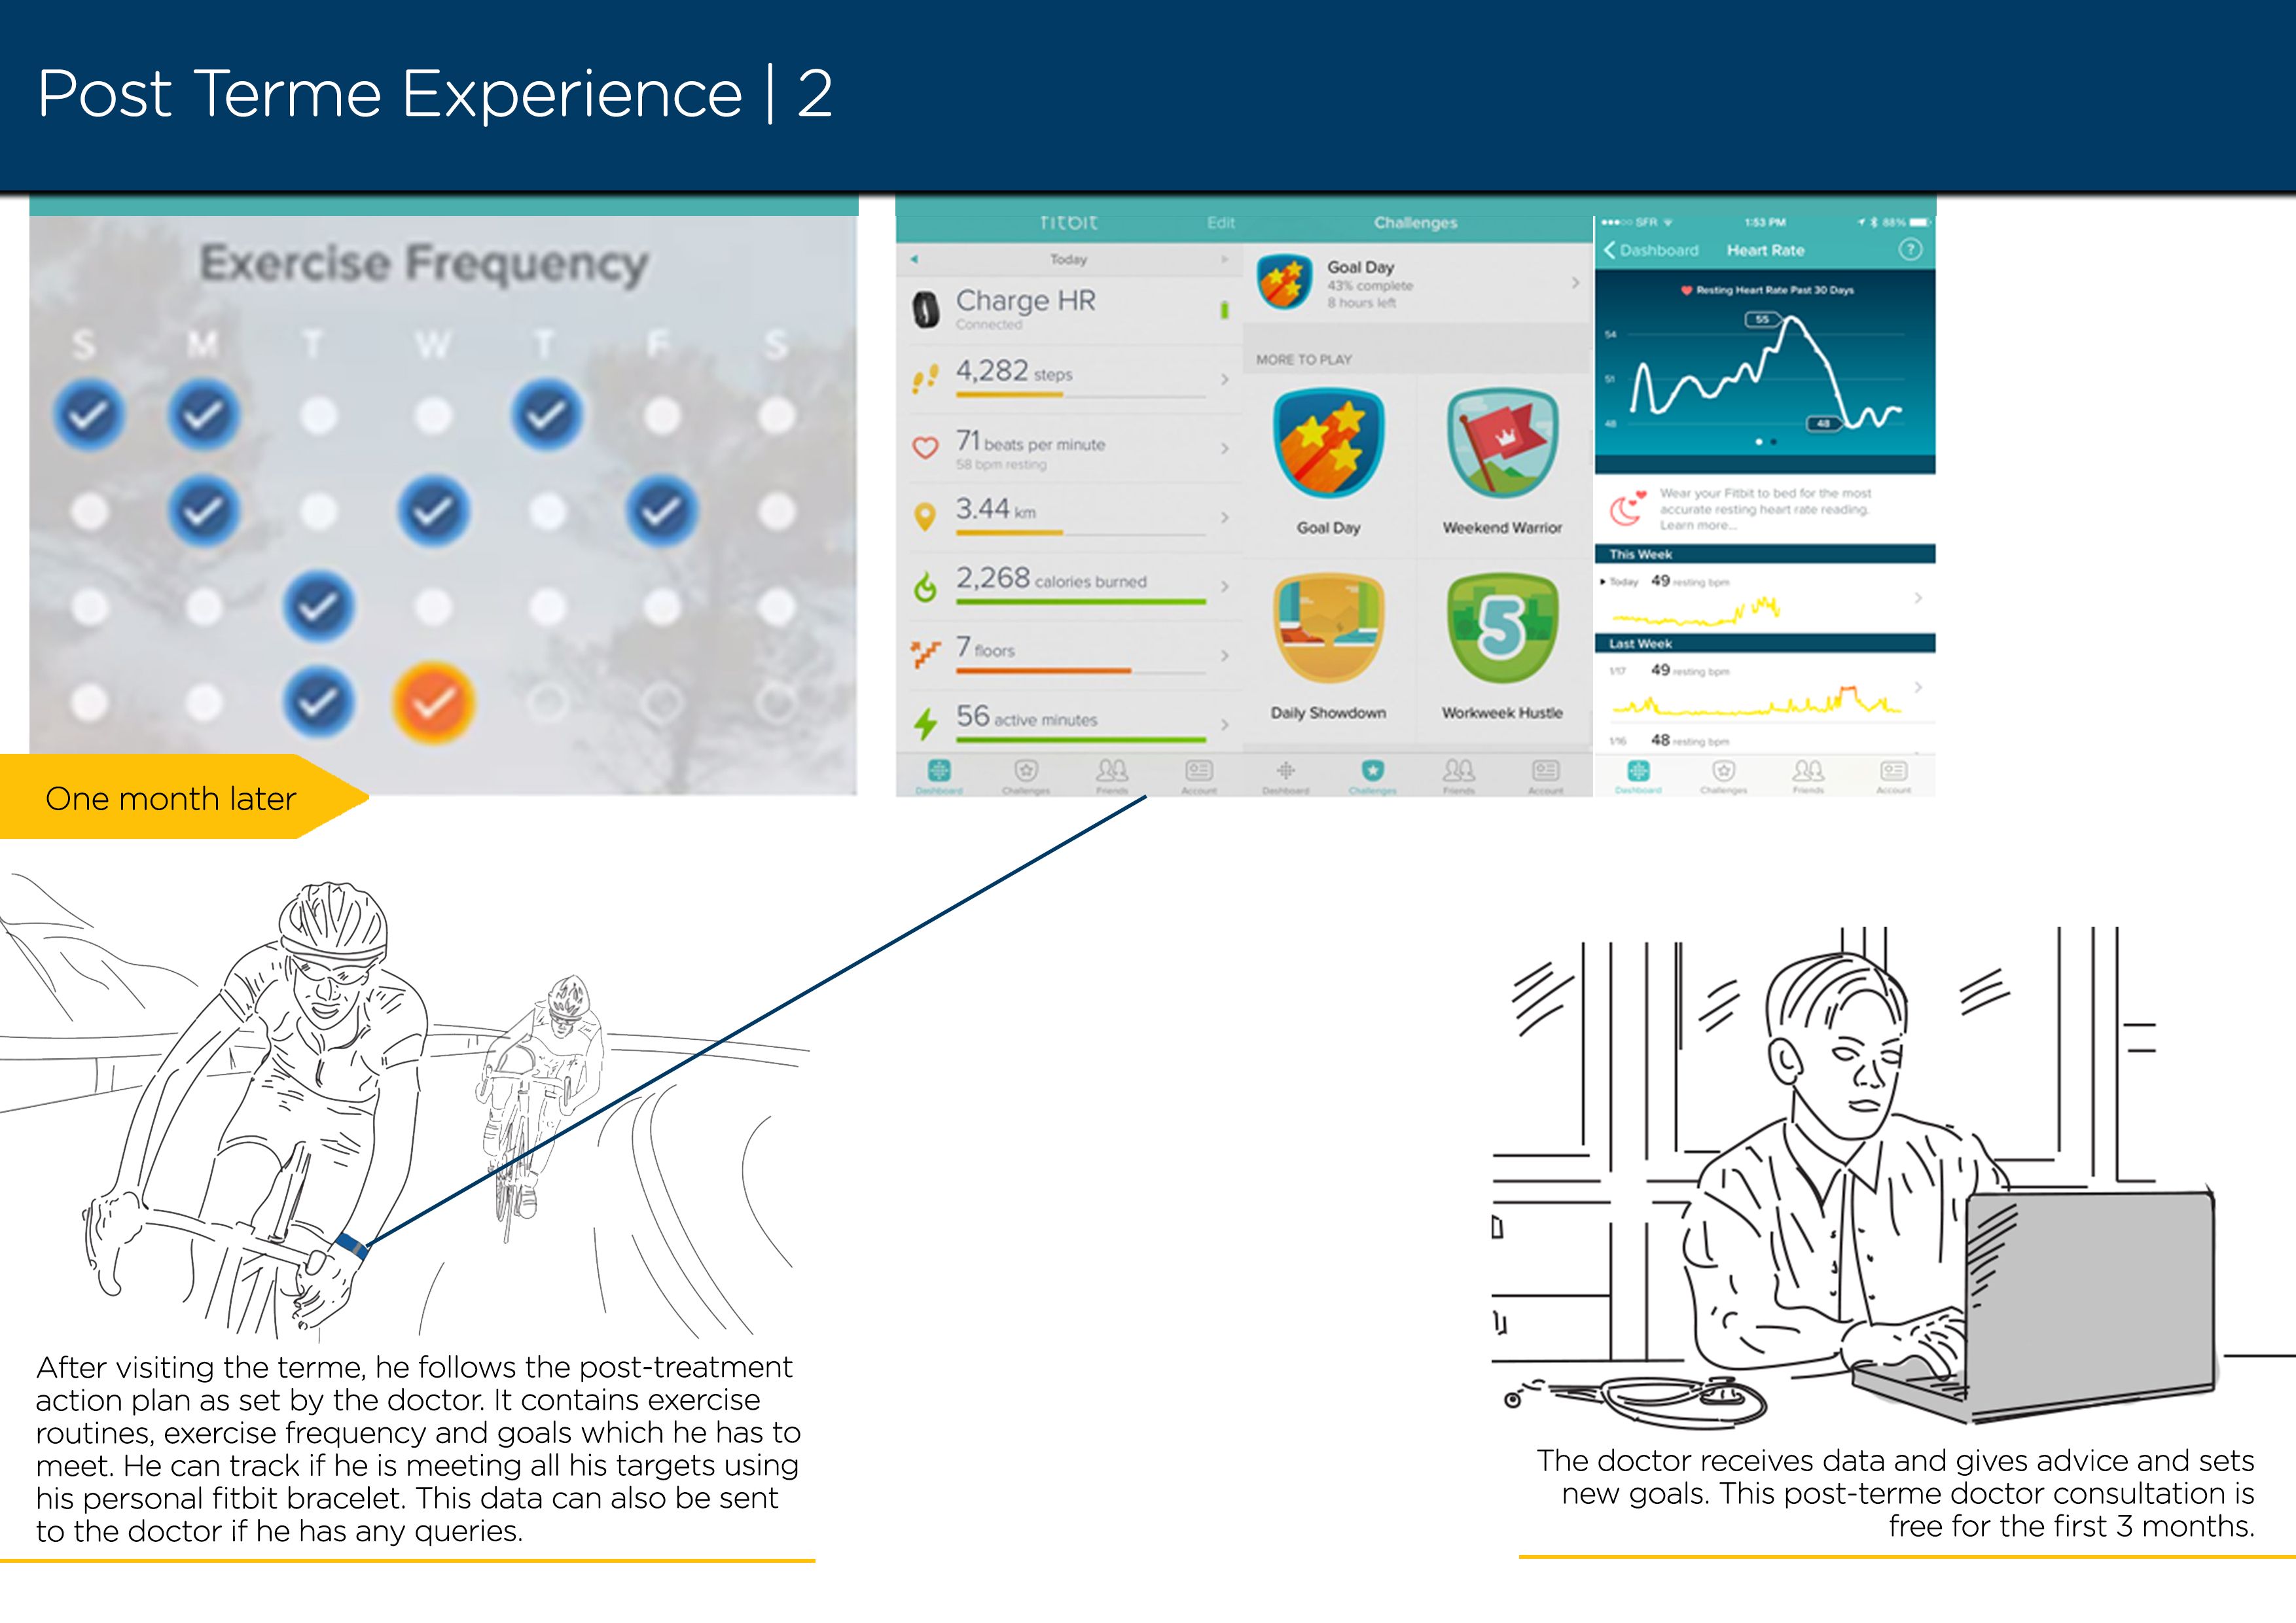 Post Terme Experience | 2
Exercise Frequency
S M T W T F S
One month later
fitbit Edit
Today
Charge HR
Connected
4,282 steps
71 beats per minute
58 bpm resting
3.44 km
2,268 calories burned
7 floors
56 active minutes
Dashboard Challenges Friends Account
Challenges
Goal Day
43% complete
8 hours left
MORE TO PLAY
Goal Day Weekend Warrior
5
Daily Showdown Workweek Hustle
Dashboard Challenges Friends Account
SFR 1:53 PM 88%
Dashboard Heart Rate ?
Resting Heart Rate Past 30 Days
55
54
51
48
48
Wear your Fitbit to bed for the most
accurate resting heart rate reading.
Learn more...
This Week
Today 49 resting bpm
Last Week
1/17 49 resting bpm
1/16 48 resting bpm
Dashboard Challenges Friends Account
After visiting the terme, he follows the post-treatment
action plan as set by the doctor. It contains exercise
routines, exercise frequency and goals which he has to
meet. He can track if he is meeting all his targets using
his personal fitbit bracelet. This data can also be sent
to the doctor if he has any queries.
The doctor receives data and gives advice and sets
new goals. This post-terme doctor consultation is
free for the first 3 months.